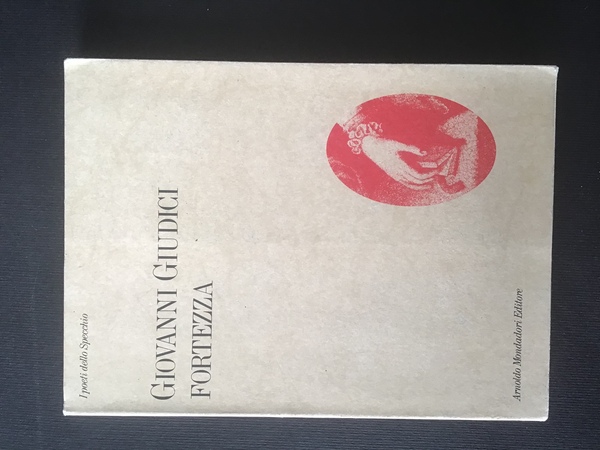 I poeti dello Specchio
GIOVANNI GIUDICI
FORTEZZA
Arnoldo Mondadori Editore